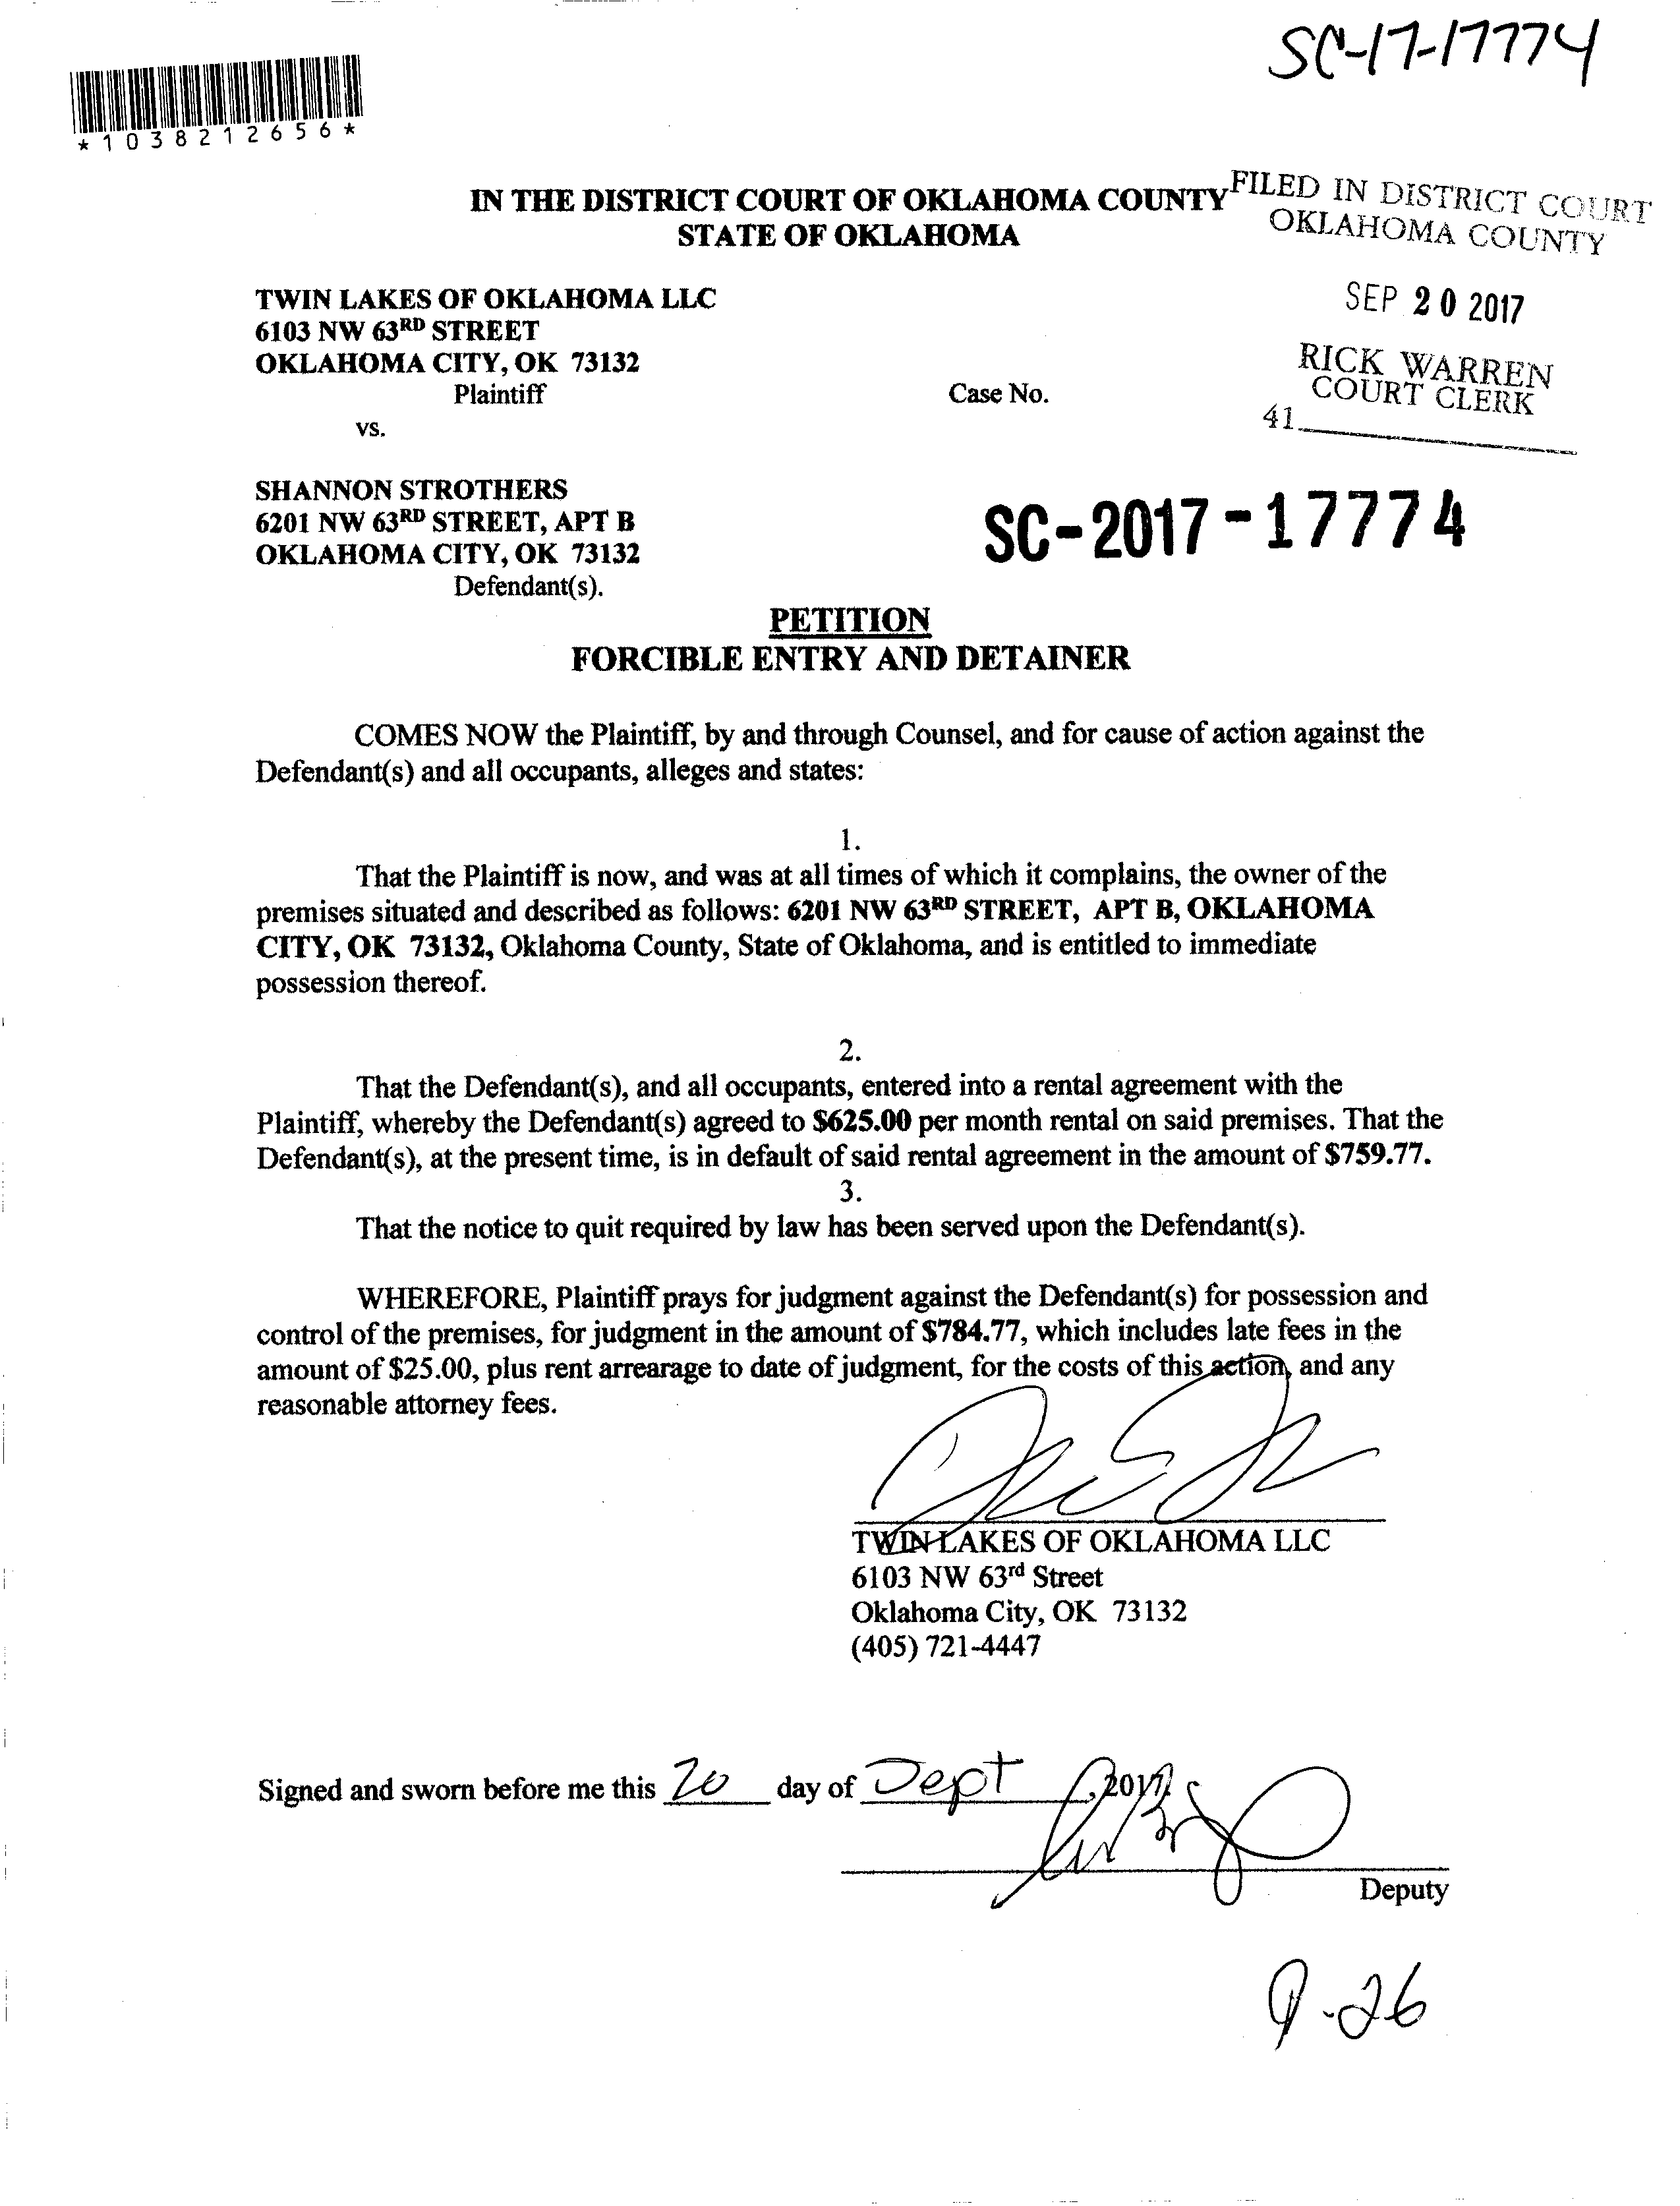 SC-17-17774
*1038212656*
IN THE DISTRICT COURT OF OKLAHOMA COUNTY
STATE OF OKLAHOMA
FILED IN DISTRICT COURT
OKLAHOMA COUNTY
SEP 20 2017
RICK WARREN
COURT CLERK
41
TWIN LAKES OF OKLAHOMA LLC
6103 NW 63RD STREET
OKLAHOMA CITY, OK 73132
Plaintiff
Case No.
vs.
SHANNON STROTHERS
6201 NW 63RD STREET, APT B
OKLAHOMA CITY, OK 73132
Defendant(s).
SC-2017-17774
PETITION
FORCIBLE ENTRY AND DETAINER
COMES NOW the Plaintiff, by and through Counsel, and for cause of action against the
Defendant(s) and all occupants, alleges and states:
1.
That the Plaintiff is now, and was at all times of which it complains, the owner of the
premises situated and described as follows: 6201 NW 63RD STREET, APT B, OKLAHOMA
CITY, OK 73132, Oklahoma County, State of Oklahoma, and is entitled to immediate
possession thereof.
2.
That the Defendant(s), and all occupants, entered into a rental agreement with the
Plaintiff, whereby the Defendant(s) agreed to $625.00 per month rental on said premises. That the
Defendant(s), at the present time, is in default of said rental agreement in the amount of $759.77.
3.
That the notice to quit required by law has been served upon the Defendant(s).
WHEREFORE, Plaintiff prays for judgment against the Defendant(s) for possession and
control of the premises, for judgment in the amount of $784.77, which includes late fees in the
amount of $25.00, plus rent arrearage to date of judgment, for the costs of this action, and any
reasonable attorney fees.
TWIN LAKES OF OKLAHOMA LLC
6103 NW 63rd Street
Oklahoma City, OK 73132
(405) 721-4447
Signed and sworn before me this 20 day of Sept, 2017.
Deputy
9-26